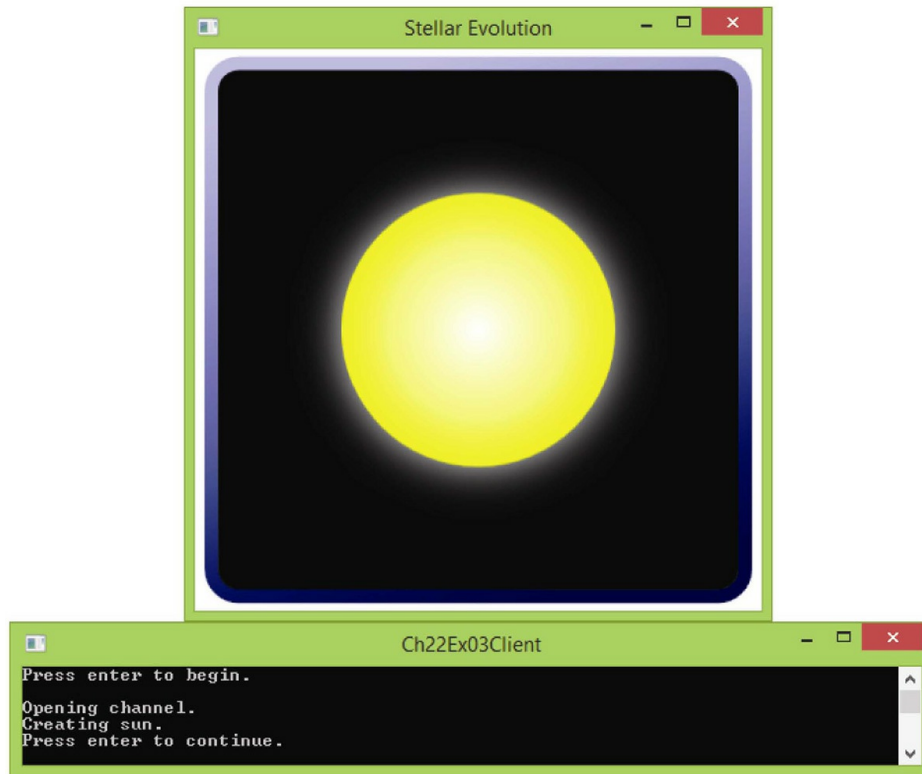 Stellar Evolution
Ch22Ex03Client
Press enter to begin.
Opening channel.
Creating sun.
Press enter to continue.